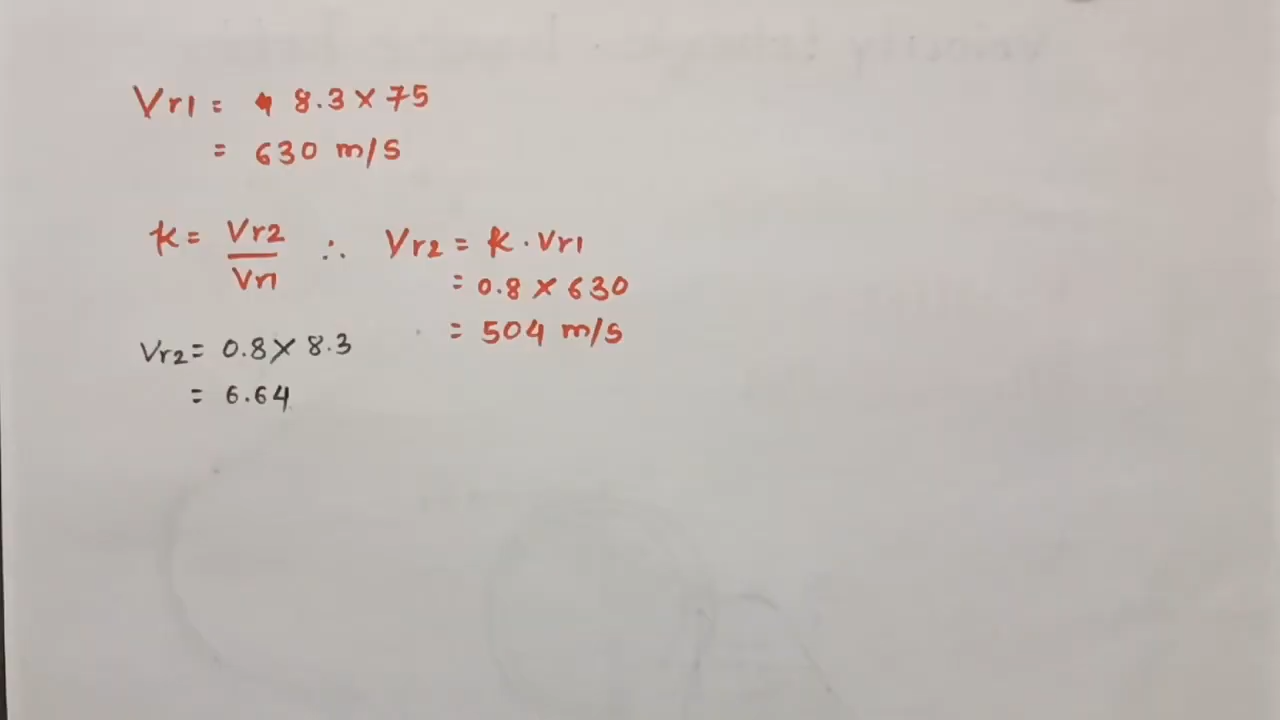 Vr1 = 8.3 × 75
= 630 m/s
K = Vr2 / Vr1 ∴ Vr2 = K · Vr1
= 0.8 × 630
= 504 m/s
Vr2 = 0.8 × 8.3
= 6.64